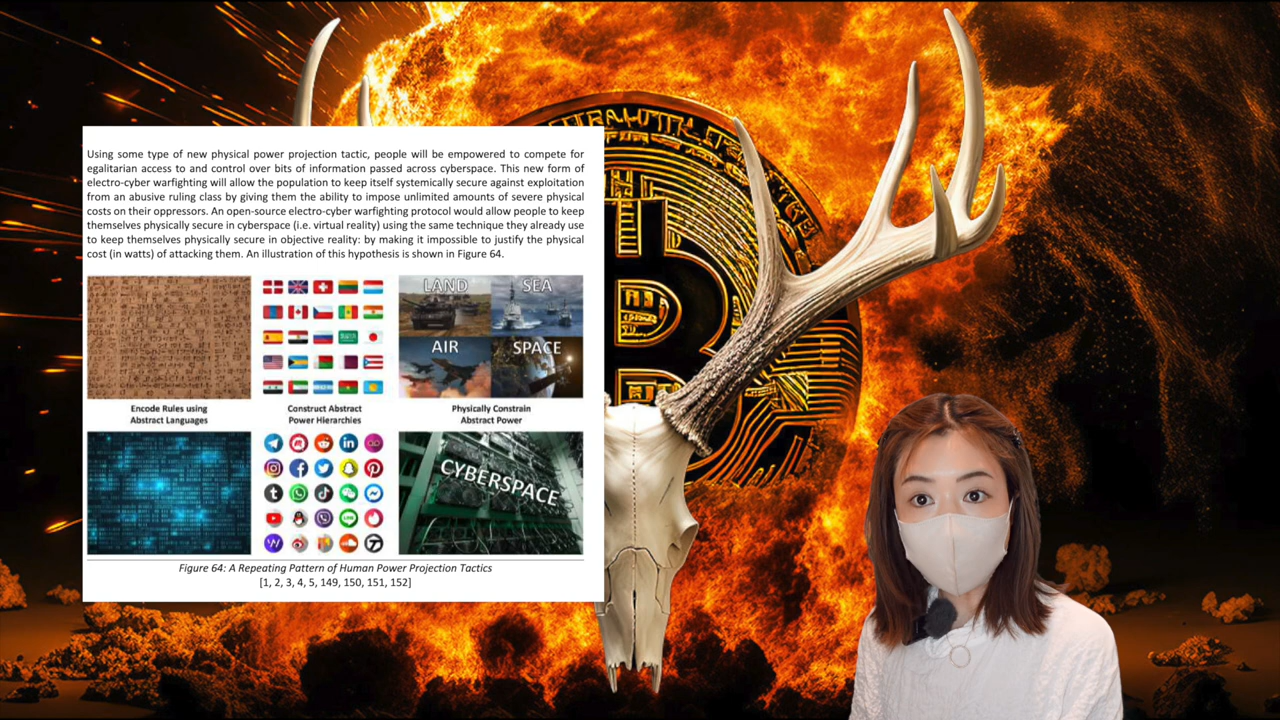 Using some type of new physical power projection tactic, people will be empowered to compete for
egalitarian access to and control over bits of information passed across cyberspace. This new form of
electro-cyber warfighting will allow the population to keep itself systemically secure against exploitation
from an abusive ruling class by giving them the ability to impose unlimited amounts of severe physical
costs on their oppressors. An open-source electro-cyber warfighting protocol would allow people to keep
themselves physically secure in cyberspace (i.e. virtual reality) using the same technique they already use
to keep themselves physically secure in objective reality: by making it impossible to justify the physical
cost (in watts) of attacking them. An illustration of this hypothesis is shown in Figure 64.
LAND
SEA
AIR
SPACE
Encode Rules using
Abstract Languages
Construct Abstract
Power Hierarchies
Physically Constrain
Abstract Power
CYBERSPACE
Figure 64: A Repeating Pattern of Human Power Projection Tactics
[1, 2, 3, 4, 5, 149, 150, 151, 152]